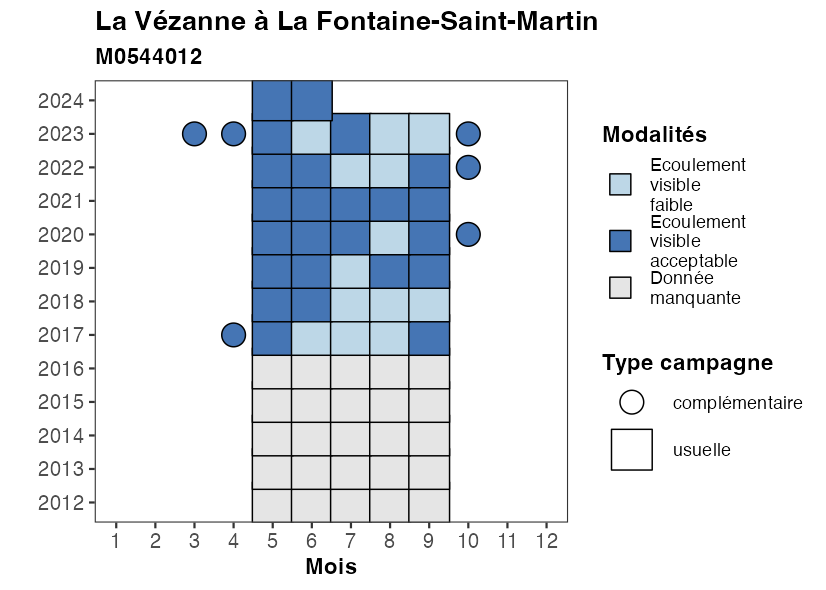 La Vézanne à La Fontaine-Saint-Martin
M0544012
2024
2023
2022
2021
2020
2019
2018
2017
2016
2015
2014
2013
2012
1 2 3 4 5 6 7 8 9 10 11 12
Mois
Modalités
Ecoulement
visible
faible
Ecoulement
visible
acceptable
Donnée
manquante
Type campagne
complémentaire
usuelle